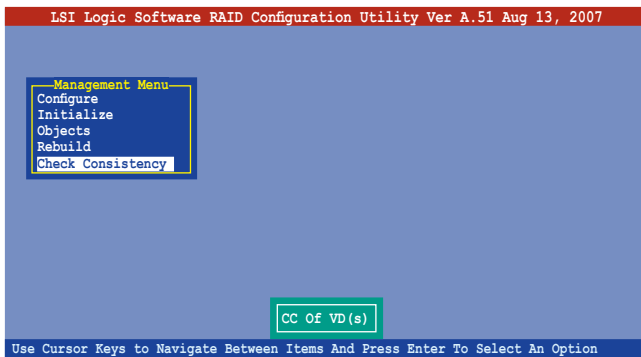 LSI Logic Software RAID Configuration Utility Ver A.51 Aug 13, 2007
Management Menu
Configure
Initialize
Objects
Rebuild
Check Consistency
CC Of VD(s)
Use Cursor Keys to Navigate Between Items And Press Enter To Select An Option